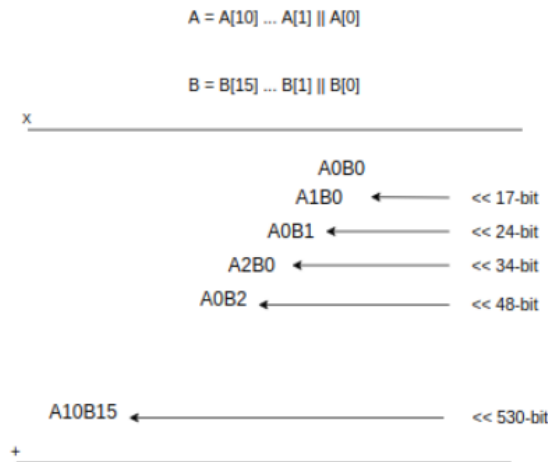 A = A[10] ... A[1] || A[0]
B = B[15] ... B[1] || B[0]
x
A0B0
A1B0 << 17-bit
A0B1 << 24-bit
A2B0 << 34-bit
A0B2 << 48-bit
A10B15 << 530-bit
+